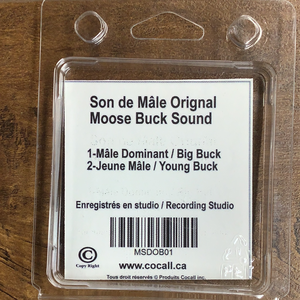 Son de Mâle Orignal
Moose Buck Sound
1-Mâle Dominant / Big Buck
2-Jeune Mâle / Young Buck
Enregistrés en studio / Recording Studio
©
Copy Right
MSDOB01
www.cocall.ca
Tous droit réservés © Produits Cocall inc.